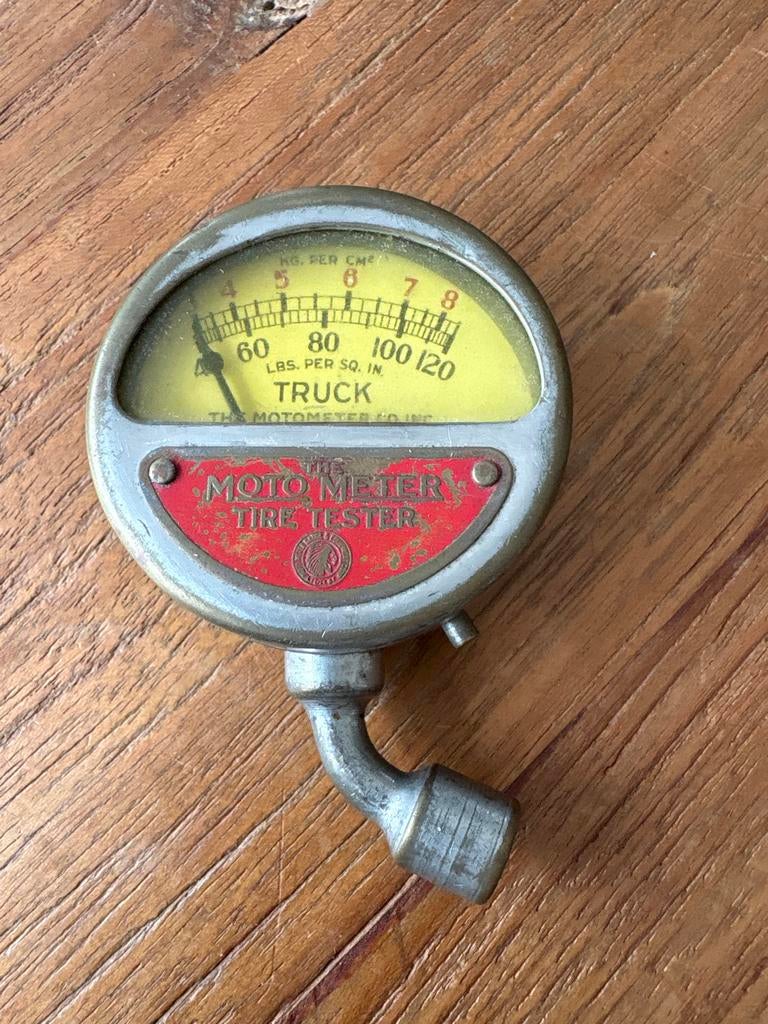 KG. PER CM²
4 5 6 7 8
60 80 100 120
LBS. PER SQ. IN.
TRUCK
THE MOTOMETER CO. INC.
THE
MOTO METER
TIRE TESTER